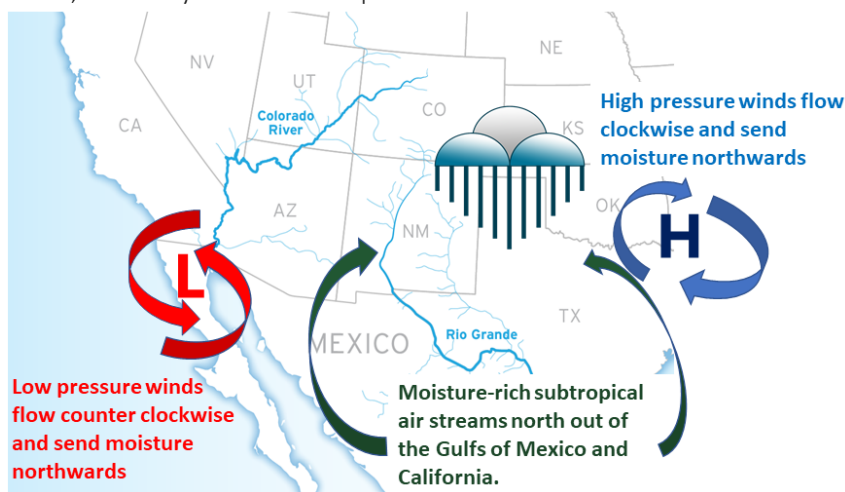 NV
UT
CO
NE
KS
CA
Colorado
River
AZ
NM
OK
TX
MEXICO
Rio Grande
L
H
High pressure winds flow
clockwise and send
moisture northwards
Low pressure winds
flow counter clockwise
and send moisture
northwards
Moisture-rich subtropical
air streams north out of
the Gulfs of Mexico and
California.